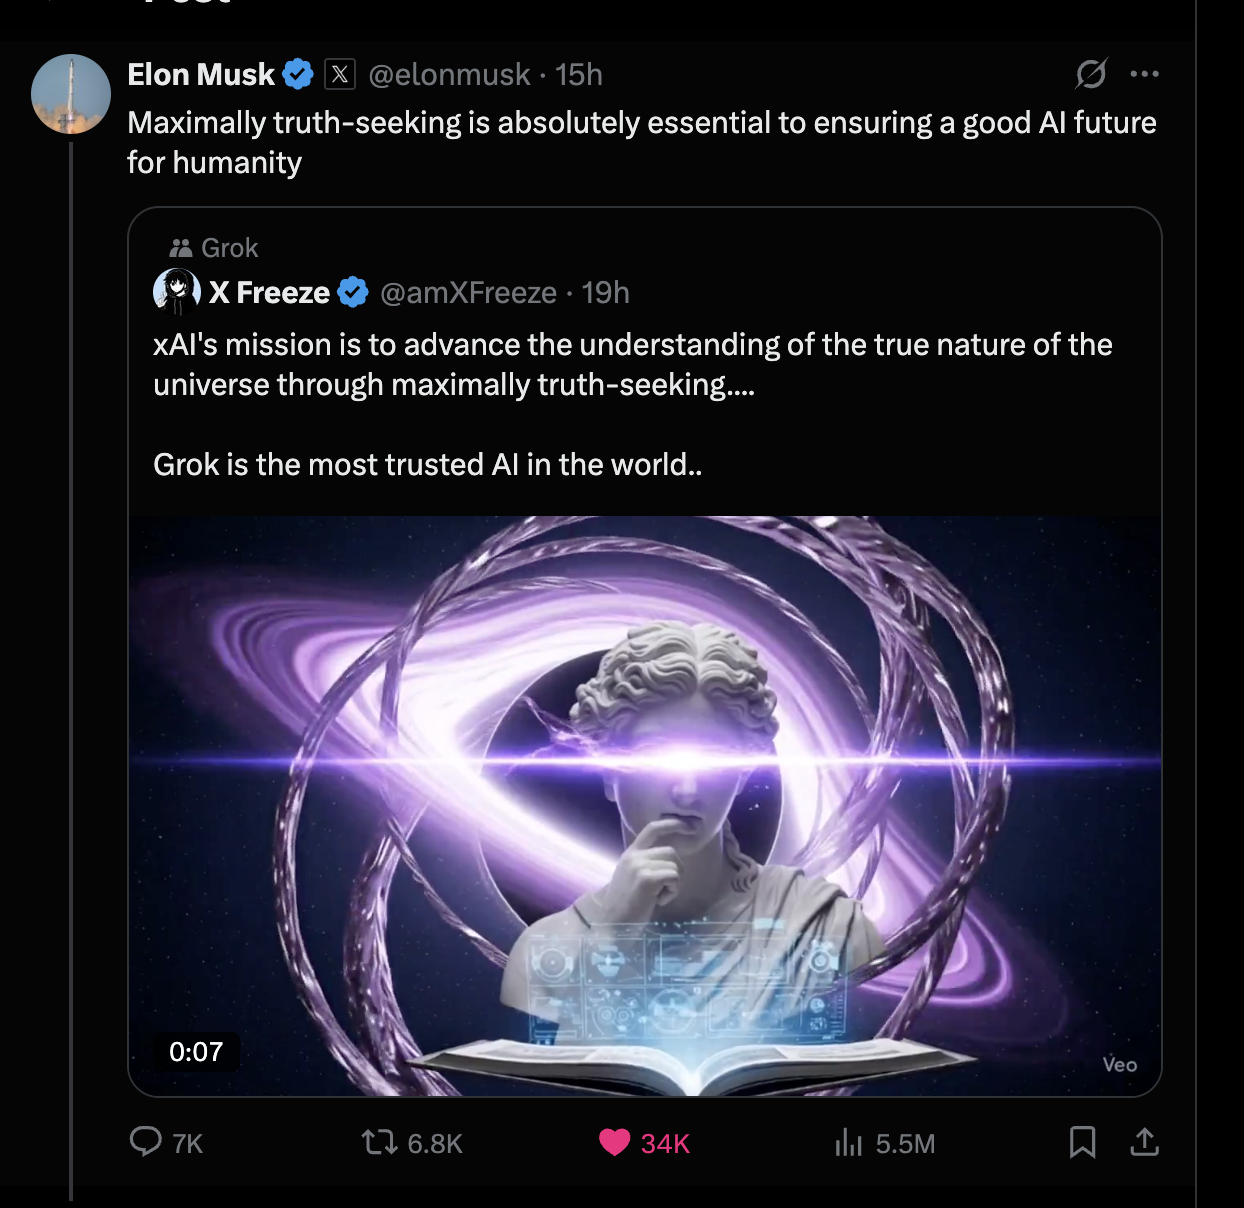 Post
Elon Musk @elonmusk · 15h
Maximally truth-seeking is absolutely essential to ensuring a good AI future
for humanity
Grok
X Freeze @amXFreeze · 19h
xAI's mission is to advance the understanding of the true nature of the
universe through maximally truth-seeking....
Grok is the most trusted AI in the world..
0:07
Veo
7K 6.8K 34K 5.5M